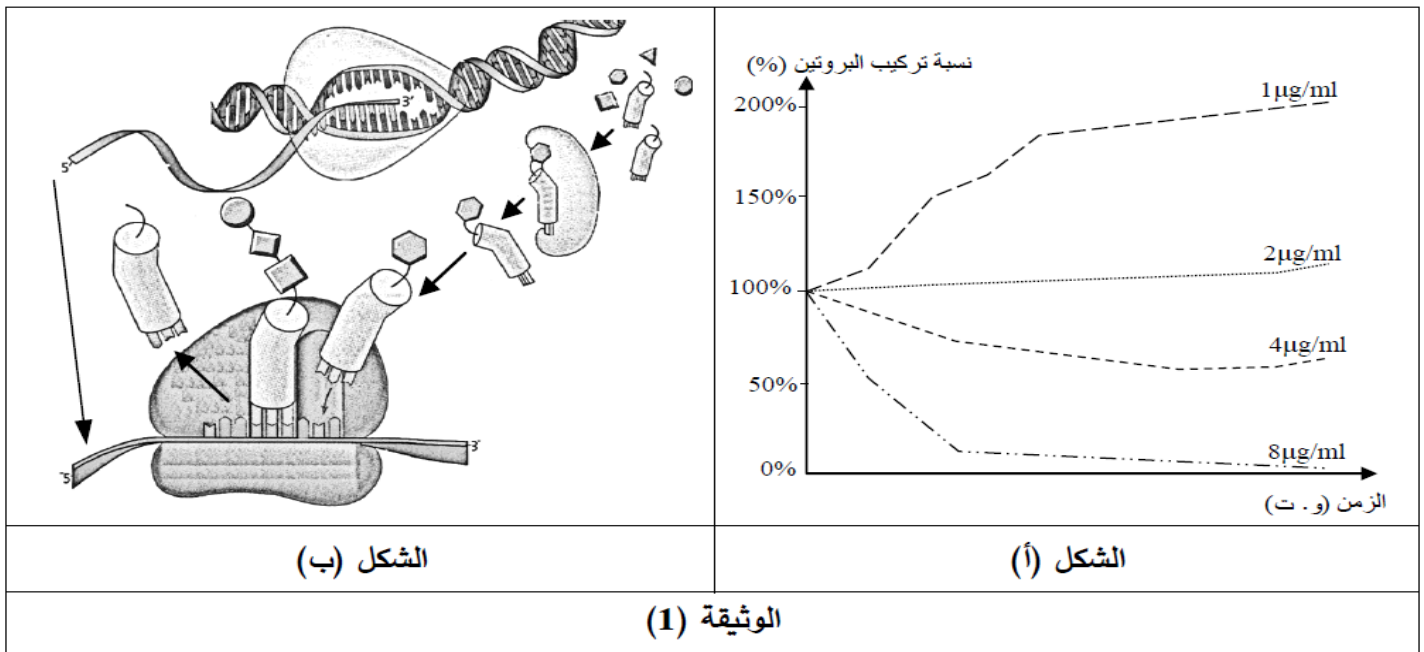 نسبة تركيب البروتين (%)
200%
150%
100%
50%
0%
1µg/ml
2µg/ml
4µg/ml
8µg/ml
الزمن (و. ت)
3'
5'
5'
3'
الشكل (أ)
الشكل (ب)
الوثيقة (1)